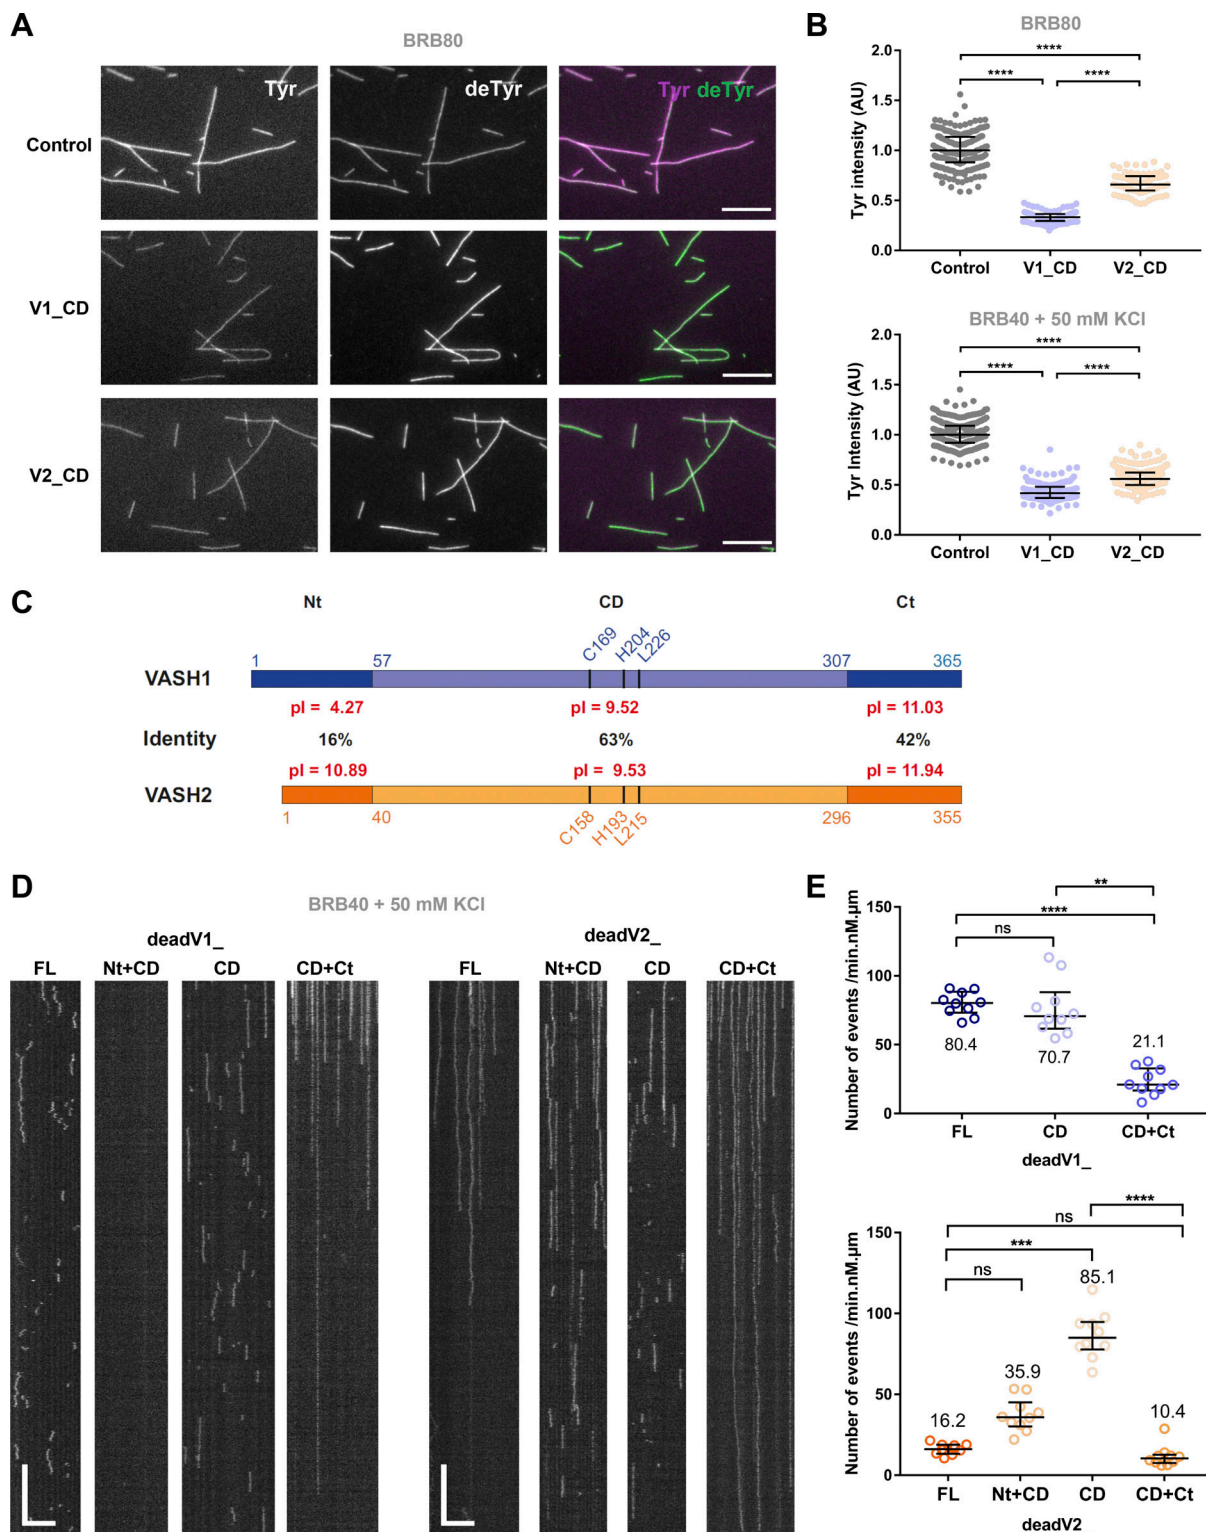 A
BRB80
Tyr
deTyr
Tyr deTyr
Control
V1_CD
V2_CD
B
BRB80
Tyr intensity (AU)
2.0
1.5
1.0
0.5
0.0
****
****
****
Control
V1_CD
V2_CD
BRB40 + 50 mM KCl
Tyr Intensity (AU)
2.0
1.5
1.0
0.5
0.0
****
****
****
Control
V1_CD
V2_CD
C
Nt
CD
Ct
C169
H204
L226
1
57
307
365
VASH1
pI = 4.27
pI = 9.52
pI = 11.03
Identity
16%
63%
42%
pI = 10.89
pI = 9.53
pI = 11.94
VASH2
1
40
296
355
C158
H193
L215
D
BRB40 + 50 mM KCl
deadV1_
deadV2_
FL
Nt+CD
CD
CD+Ct
FL
Nt+CD
CD
CD+Ct
E
Number of events /min.nM.µm
150
100
50
0
**
****
ns
80.4
70.7
21.1
FL
CD
CD+Ct
deadV1_
Number of events /min.nM.µm
150
100
50
0
****
ns
***
ns
16.2
35.9
85.1
10.4
FL
Nt+CD
CD
CD+Ct
deadV2